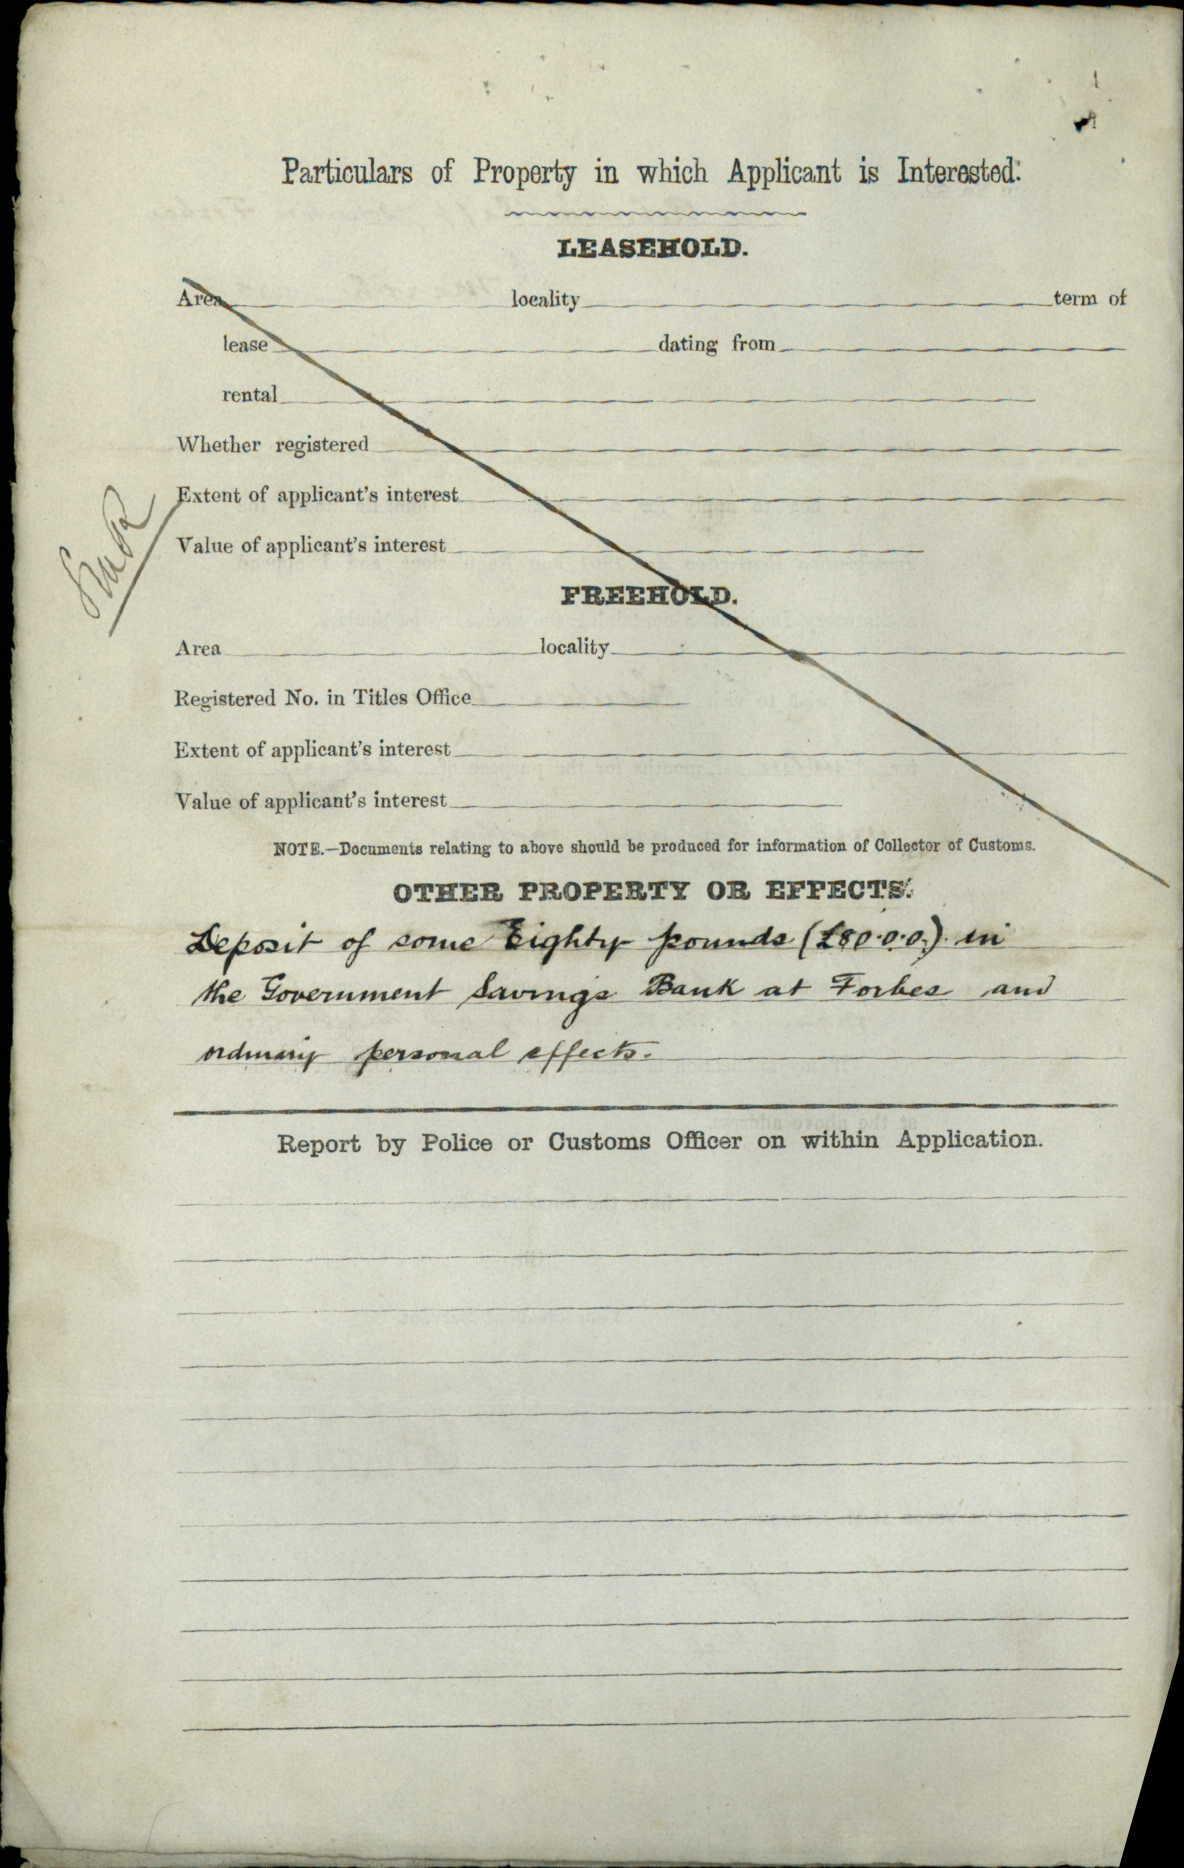 Particulars of Property in which Applicant is Interested.
LEASEHOLD.
Area locality term of
lease dating from
rental
Whether registered
Extent of applicant's interest
Value of applicant's interest
FREEHOLD.
Area locality
Registered No. in Titles Office
Extent of applicant's interest
Value of applicant's interest
NOTE.—Documents relating to above should be produced for information of Collector of Customs.
OTHER PROPERTY OR EFFECTS.
Deposit of some Eighty pounds (£80.0.0.) in
the Government Savings Bank at Forbes and
ordinary personal effects.
Report by Police or Customs Officer on within Application.